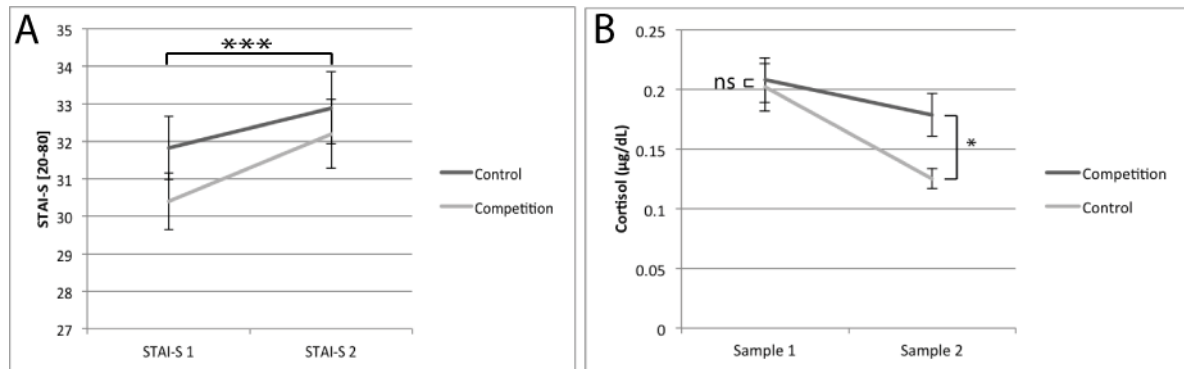 A
***
35
34
33
32
31
30
29
28
27
STAI-S [20-80]
STAI-S 1
STAI-S 2
Control
Competition
B
0.25
0.2
0.15
0.1
0.05
0
Cortisol (µg/dL)
ns
*
Sample 1
Sample 2
Competition
Control